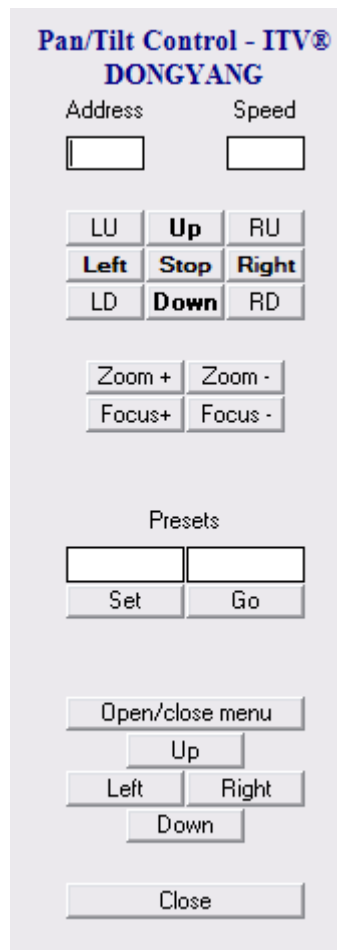 Pan/Tilt Control - ITV®
DONGYANG
Address Speed
LU Up RU
Left Stop Right
LD Down RD
Zoom + Zoom -
Focus+ Focus -
Presets
Set Go
Open/close menu
Up
Left Right
Down
Close